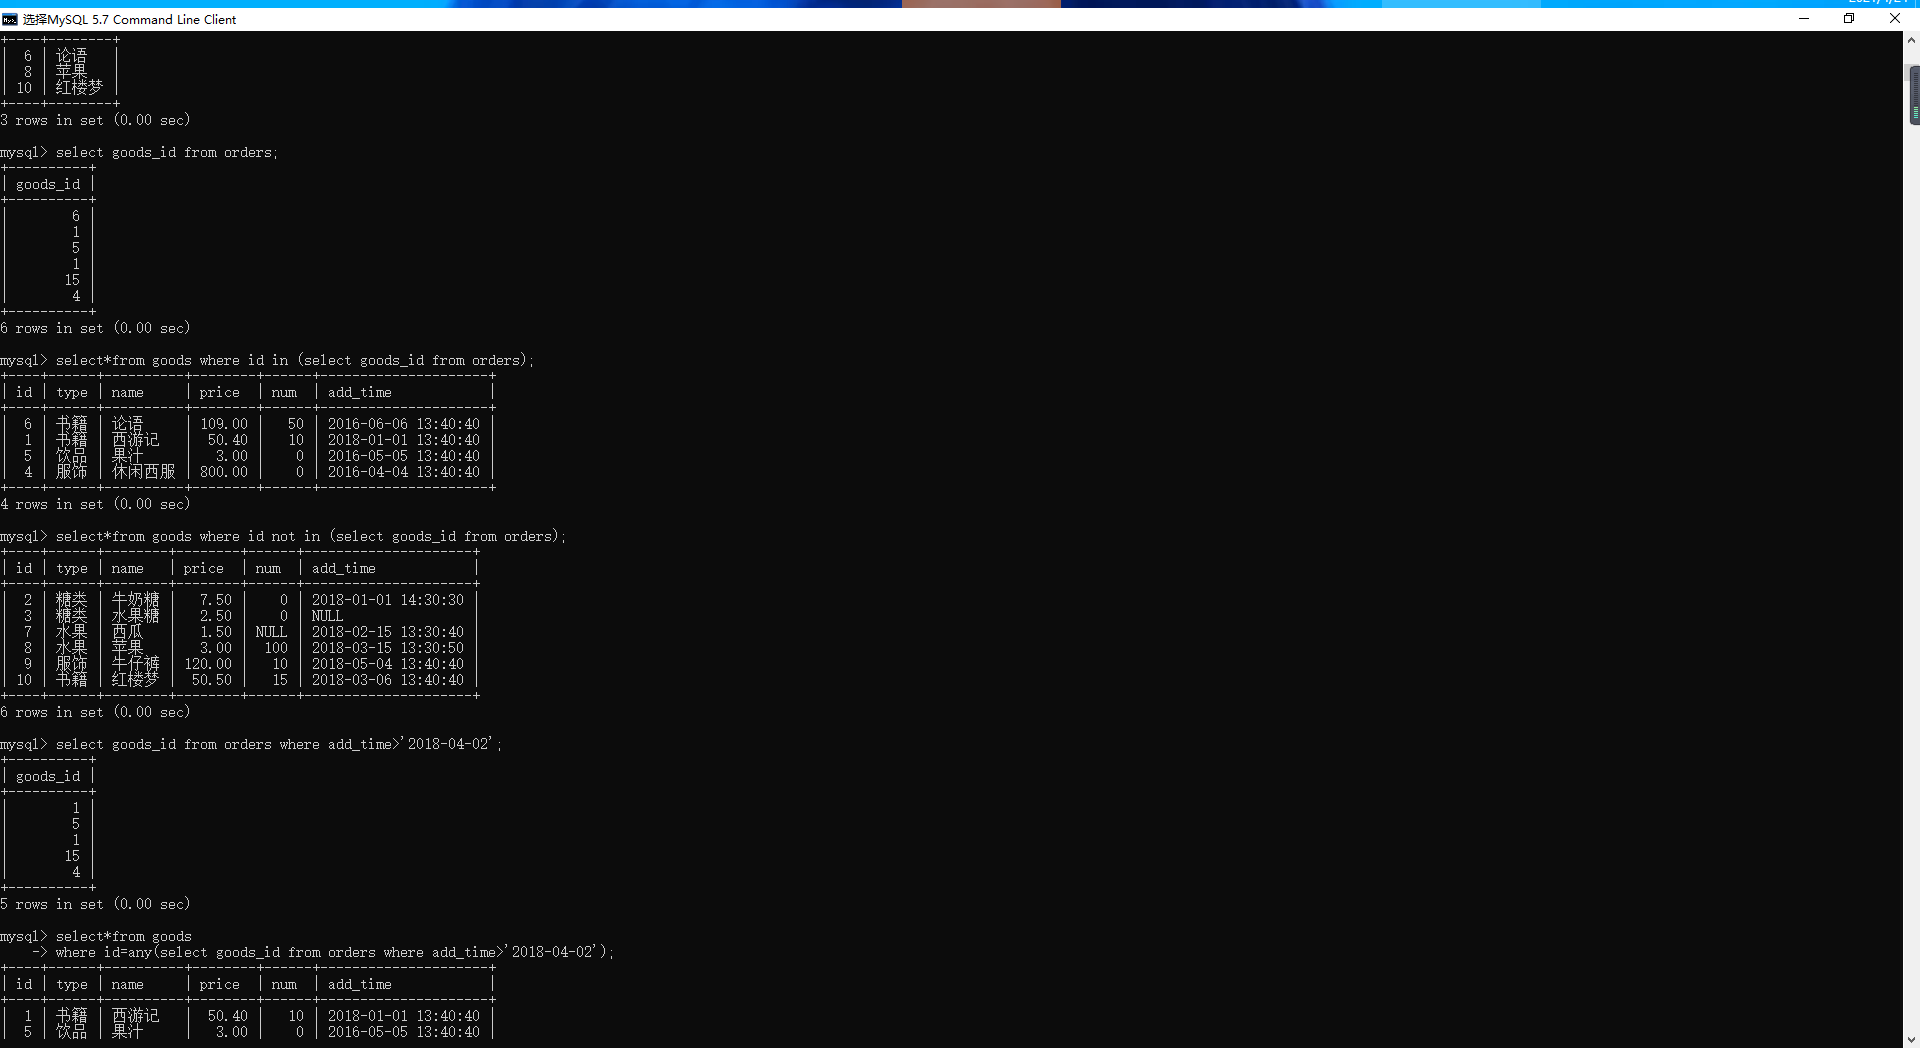 选择MySQL 5.7 Command Line Client
+----+--------+
|  6 | 论语   |
|  8 | 苹果   |
| 10 | 红楼梦 |
+----+--------+
3 rows in set (0.00 sec)
mysql> select goods_id from orders;
+----------+
| goods_id |
+----------+
|        6 |
|        1 |
|        5 |
|        1 |
|       15 |
|        4 |
+----------+
6 rows in set (0.00 sec)
mysql> select*from goods where id in (select goods_id from orders);
+----+------+----------+--------+------+---------------------+
| id | type | name     | price  | num  | add_time            |
+----+------+----------+--------+------+---------------------+
|  6 | 书籍 | 论语     | 109.00 |   50 | 2016-06-06 13:40:40 |
|  1 | 书籍 | 西游记   |  50.40 |   10 | 2018-01-01 13:40:40 |
|  5 | 饮品 | 果汁     |   3.00 |    0 | 2016-05-05 13:40:40 |
|  4 | 服饰 | 休闲西服 | 800.00 |    0 | 2016-04-04 13:40:40 |
+----+------+----------+--------+------+---------------------+
4 rows in set (0.00 sec)
mysql> select*from goods where id not in (select goods_id from orders);
+----+------+--------+--------+------+---------------------+
| id | type | name   | price  | num  | add_time            |
+----+------+--------+--------+------+---------------------+
|  2 | 糖类 | 牛奶糖 |   7.50 |    0 | 2018-01-01 14:30:30 |
|  3 | 糖类 | 水果糖 |   2.50 |    0 | NULL                |
|  7 | 水果 | 西瓜   |   1.50 | NULL | 2018-02-15 13:30:40 |
|  8 | 水果 | 苹果   |   3.00 |  100 | 2018-03-15 13:30:50 |
|  9 | 服饰 | 牛仔裤 | 120.00 |   10 | 2018-05-04 13:40:40 |
| 10 | 书籍 | 红楼梦 |  50.50 |   15 | 2018-03-06 13:40:40 |
+----+------+--------+--------+------+---------------------+
6 rows in set (0.00 sec)
mysql> select goods_id from orders where add_time>'2018-04-02';
+----------+
| goods_id |
+----------+
|        1 |
|        5 |
|        1 |
|       15 |
|        4 |
+----------+
5 rows in set (0.00 sec)
mysql> select*from goods
    -> where id=any(select goods_id from orders where add_time>'2018-04-02');
+----+------+----------+--------+------+---------------------+
| id | type | name     | price  | num  | add_time            |
+----+------+----------+--------+------+---------------------+
|  1 | 书籍 | 西游记   |  50.40 |   10 | 2018-01-01 13:40:40 |
|  5 | 饮品 | 果汁     |   3.00 |    0 | 2016-05-05 13:40:40 |